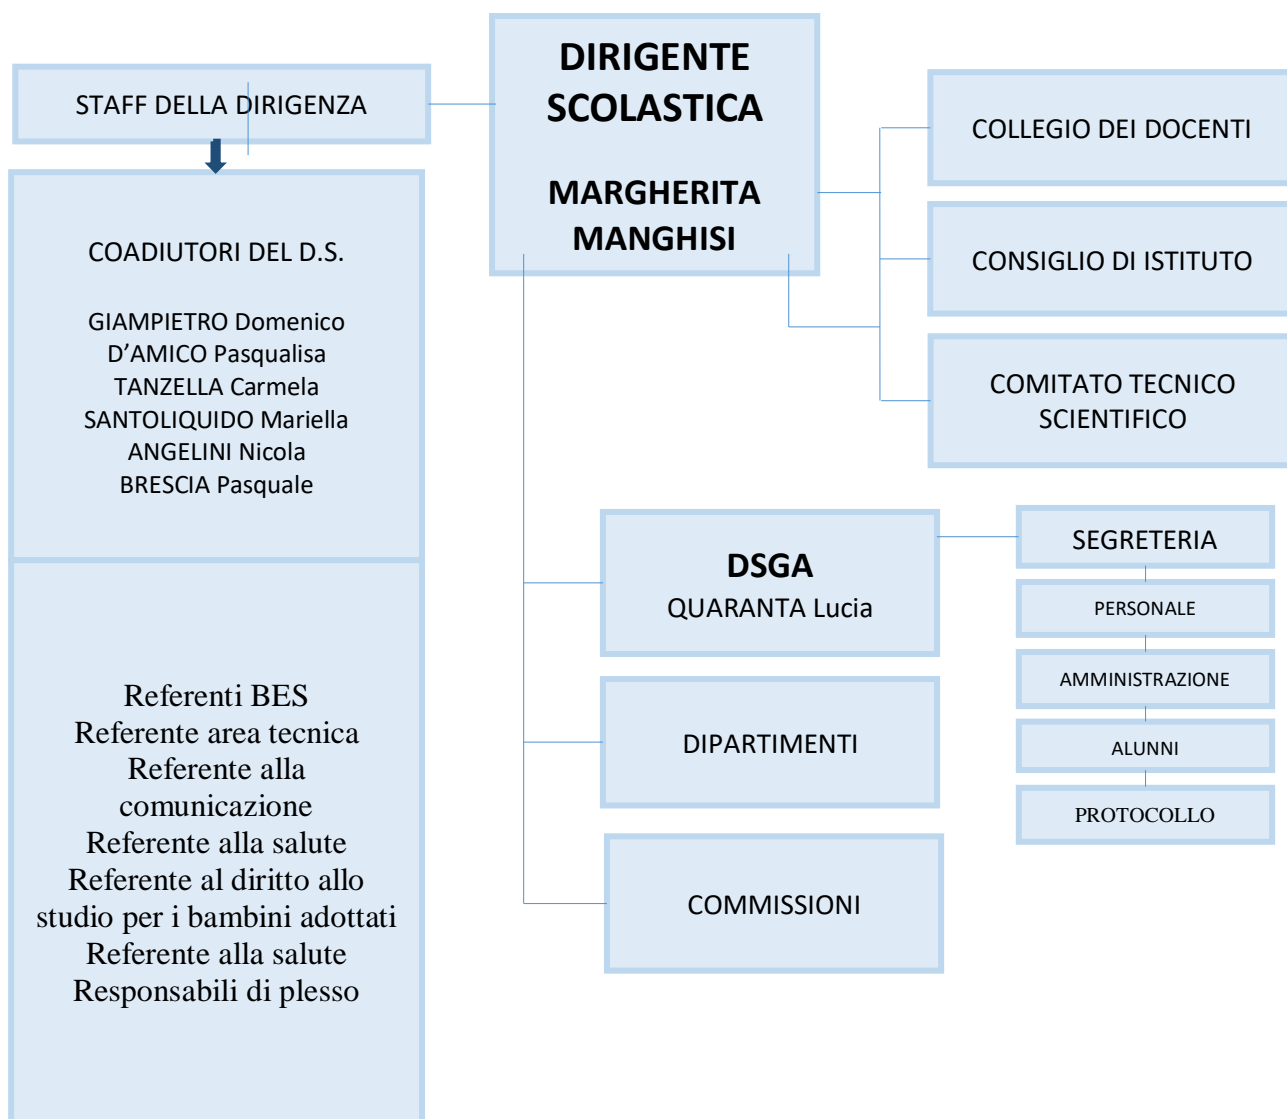 DIRIGENTE
SCOLASTICA
MARGHERITA
MANGHISI
STAFF DELLA DIRIGENZA
COADIUTORI DEL D.S.
GIAMPIETRO Domenico
D’AMICO Pasqualisa
TANZELLA Carmela
SANTOLIQUIDO Mariella
ANGELINI Nicola
BRESCIA Pasquale
Referenti BES
Referente area tecnica
Referente alla
comunicazione
Referente alla salute
Referente al diritto allo
studio per i bambini adottati
Referente alla salute
Responsabili di plesso
COLLEGIO DEI DOCENTI
CONSIGLIO DI ISTITUTO
COMITATO TECNICO
SCIENTIFICO
DSGA
QUARANTA Lucia
DIPARTIMENTI
COMMISSIONI
SEGRETERIA
PERSONALE
AMMINISTRAZIONE
ALUNNI
PROTOCOLLO